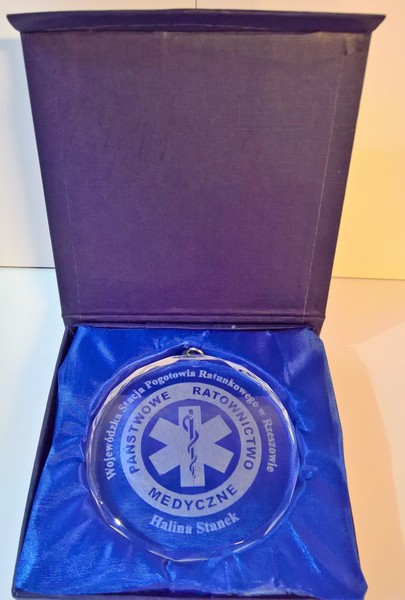 Wojewódzka Stacja Pogotowia Ratunkowego w Rzeszowie
PAŃSTWOWE RATOWNICTWO
MEDYCZNE
Halina Stanek